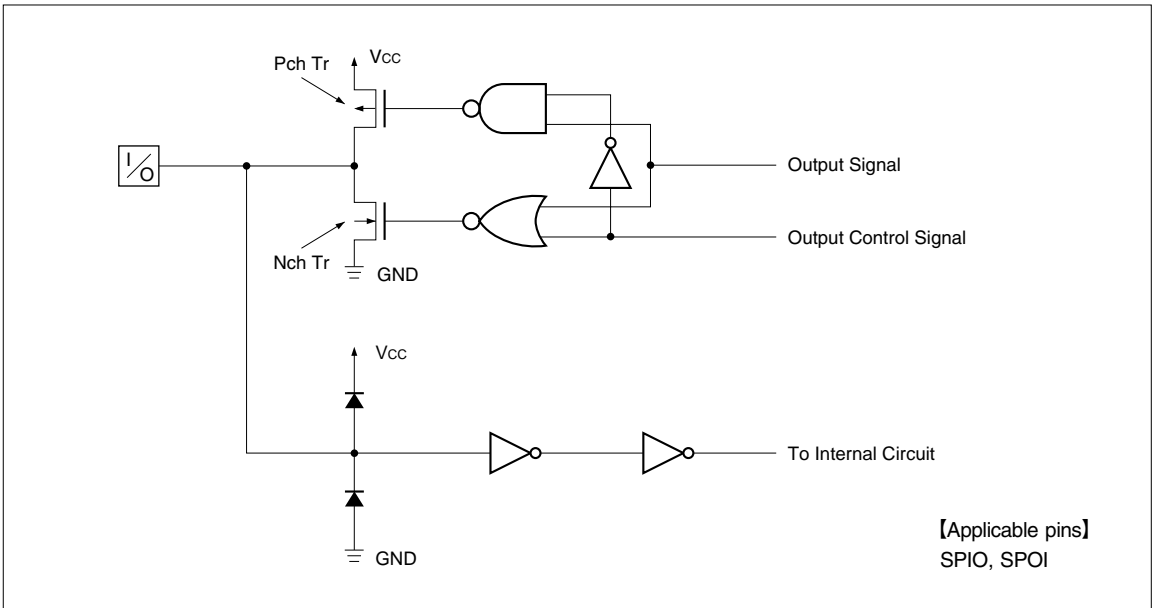 Vcc
Pch Tr
I/O
Output Signal
Output Control Signal
Nch Tr
GND
Vcc
To Internal Circuit
GND
【Applicable pins】
SPIO, SPOI